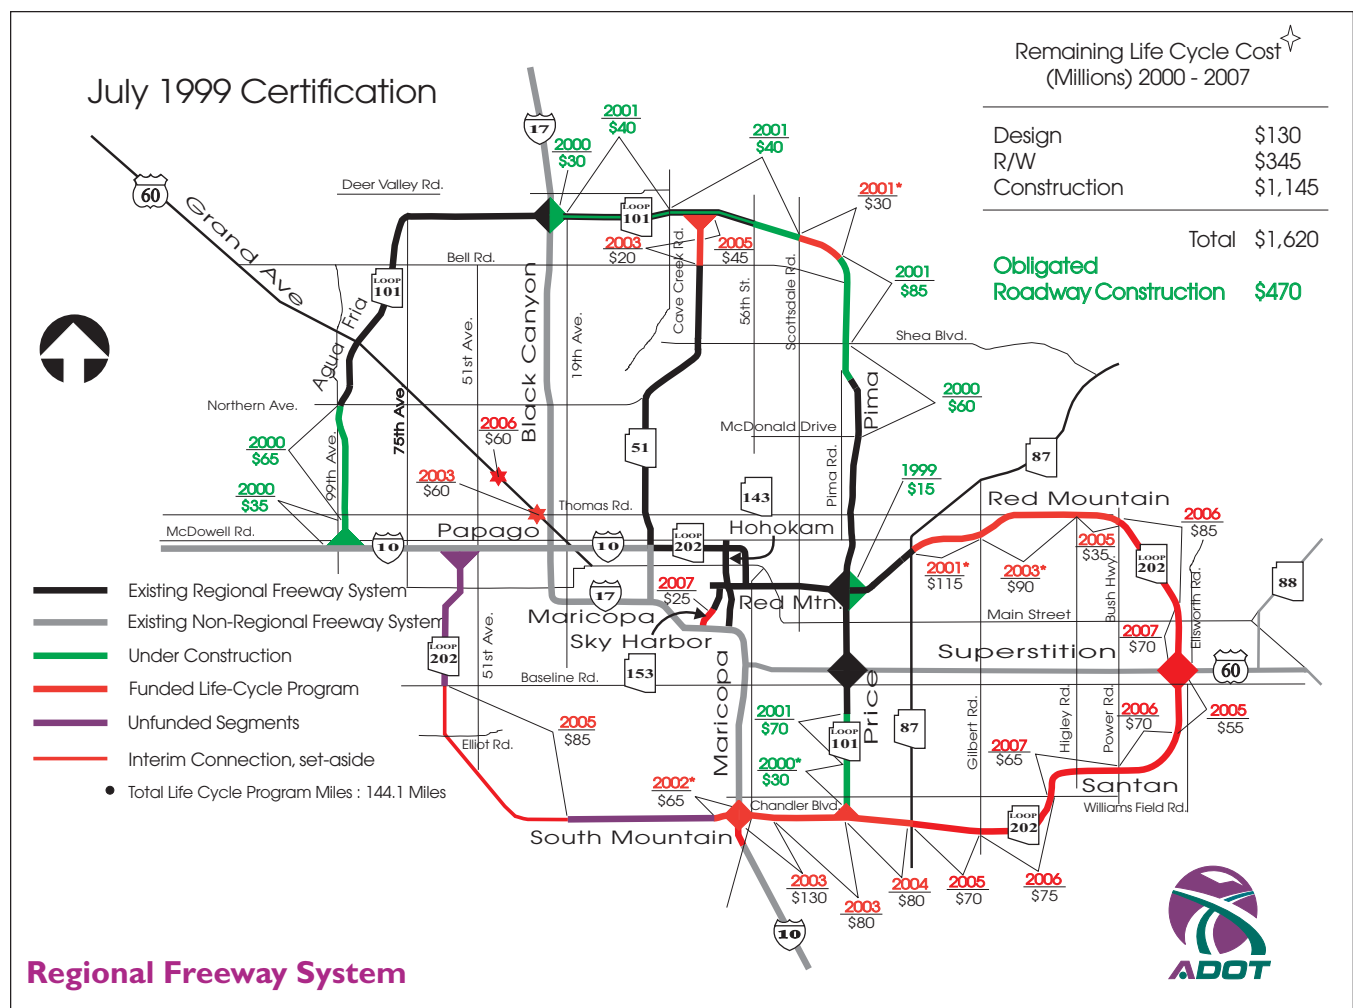 July 1999 Certification
Remaining Life Cycle Cost
(Millions) 2000 - 2007
Design $130
R/W $345
Construction $1,145
Total $1,620
Obligated
Roadway Construction $470
17
2001
$40
2001
$40
2000
$30
Deer Valley Rd.
60
LOOP
101
2001*
$30
Grand Ave
2003
$20
2005
$45
Bell Rd.
LOOP
101
2001
$85
Agua Fria
51st Ave.
Black Canyon
19th Ave.
Cave Creek Rd.
56th St.
Scottsdale Rd.
Shea Blvd.
Northern Ave.
75th Ave
Pima
2000
$60
McDonald Drive
2006
$60
51
87
2000
$65
99th Ave.
2003
$60
Pima Rd.
1999
$15
2000
$35
143
Red Mountain
Thomas Rd.
Hohokam
McDowell Rd.
Papago
10
10
LOOP
202
2006
$85
2005
$35
LOOP
202
2001*
$115
2003*
$90
Bush Hwy.
Ellsworth Rd.
88
Existing Regional Freeway System
Existing Non-Regional Freeway System
Under Construction
Funded Life-Cycle Program
Unfunded Segments
Interim Connection, set-aside
Total Life Cycle Program Miles : 144.1 Miles
17
2007
$25
Red Mtn.
Maricopa
Sky Harbor
Main Street
2007
$70
51st Ave.
LOOP
202
Superstition
60
Baseline Rd.
153
Maricopa
Price
2005
$85
Elliot Rd.
2001
$70
LOOP
101
87
Gilbert Rd.
Higley Rd.
Power Rd.
2006
$70
2005
$55
2007
$65
2000*
$30
2002*
$65
Chandler Blvd.
Santan
Williams Field Rd.
LOOP
202
South Mountain
2003
$130
2003
$80
2004
$80
2005
$70
2006
$75
10
ADOT
Regional Freeway System